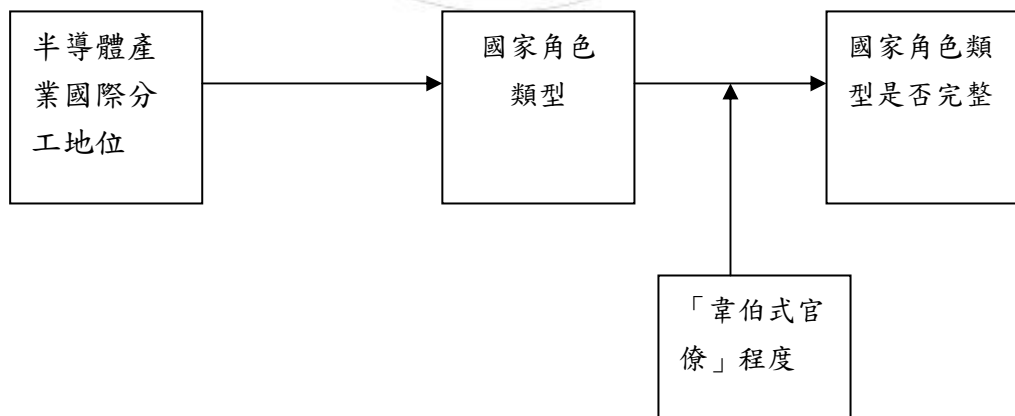 半導體產
業國際分
工地位
國家角色
類型
國家角色類
型是否完整
「韋伯式官
僚」程度